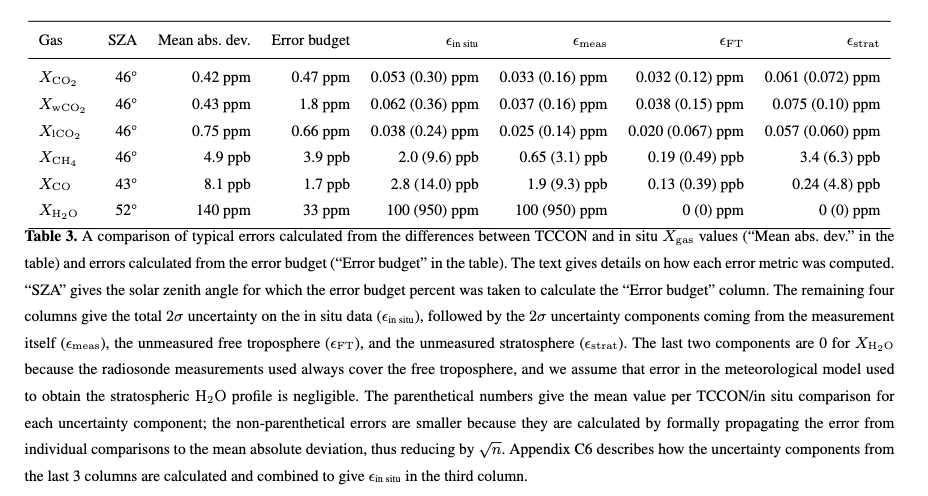 Gas SZA Mean abs. dev. Error budget ϵin situ ϵmeas ϵFT ϵstrat
XCO2 46° 0.42 ppm 0.47 ppm 0.053 (0.30) ppm 0.033 (0.16) ppm 0.032 (0.12) ppm 0.061 (0.072) ppm
XwCO2 46° 0.43 ppm 1.8 ppm 0.062 (0.36) ppm 0.037 (0.16) ppm 0.038 (0.15) ppm 0.075 (0.10) ppm
XlCO2 46° 0.75 ppm 0.66 ppm 0.038 (0.24) ppm 0.025 (0.14) ppm 0.020 (0.067) ppm 0.057 (0.060) ppm
XCH4 46° 4.9 ppb 3.9 ppb 2.0 (9.6) ppb 0.65 (3.1) ppb 0.19 (0.49) ppb 3.4 (6.3) ppb
XCO 43° 8.1 ppb 1.7 ppb 2.8 (14.0) ppb 1.9 (9.3) ppb 0.13 (0.39) ppb 0.24 (4.8) ppb
XH2O 52° 140 ppm 33 ppm 100 (950) ppm 100 (950) ppm 0 (0) ppm 0 (0) ppm
Table 3. A comparison of typical errors calculated from the differences between TCCON and in situ Xgas values (“Mean abs. dev.” in the
table) and errors calculated from the error budget (“Error budget” in the table). The text gives details on how each error metric was computed.
“SZA” gives the solar zenith angle for which the error budget percent was taken to calculate the “Error budget” column. The remaining four
columns give the total 2σ uncertainty on the in situ data (ϵin situ), followed by the 2σ uncertainty components coming from the measurement
itself (ϵmeas), the unmeasured free troposphere (ϵFT), and the unmeasured stratosphere (ϵstrat). The last two components are 0 for XH2O
because the radiosonde measurements used always cover the free troposphere, and we assume that error in the meteorological model used
to obtain the stratospheric H2O profile is negligible. The parenthetical numbers give the mean value per TCCON/in situ comparison for
each uncertainty component; the non-parenthetical errors are smaller because they are calculated by formally propagating the error from
individual comparisons to the mean absolute deviation, thus reducing by √n. Appendix C6 describes how the uncertainty components from
the last 3 columns are calculated and combined to give ϵin situ in the third column.